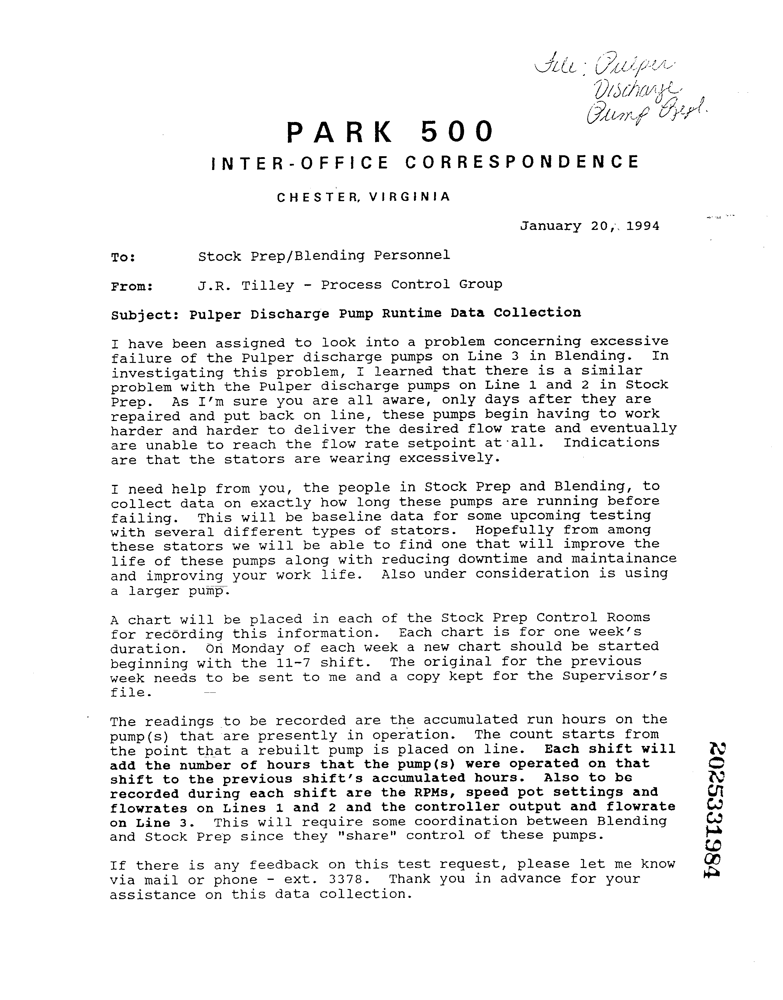 File: Pulper
Discharge
Pump Repl.
PARK 500
INTER-OFFICE CORRESPONDENCE
CHESTER, VIRGINIA
January 20, 1994
To: Stock Prep/Blending Personnel
From: J.R. Tilley - Process Control Group
Subject: Pulper Discharge Pump Runtime Data Collection
I have been assigned to look into a problem concerning excessive
failure of the Pulper discharge pumps on Line 3 in Blending. In
investigating this problem, I learned that there is a similar
problem with the Pulper discharge pumps on Line 1 and 2 in Stock
Prep. As I'm sure you are all aware, only days after they are
repaired and put back on line, these pumps begin having to work
harder and harder to deliver the desired flow rate and eventually
are unable to reach the flow rate setpoint at all. Indications
are that the stators are wearing excessively.
I need help from you, the people in Stock Prep and Blending, to
collect data on exactly how long these pumps are running before
failing. This will be baseline data for some upcoming testing
with several different types of stators. Hopefully from among
these stators we will be able to find one that will improve the
life of these pumps along with reducing downtime and maintainance
and improving your work life. Also under consideration is using
a larger pump.
A chart will be placed in each of the Stock Prep Control Rooms
for recording this information. Each chart is for one week's
duration. On Monday of each week a new chart should be started
beginning with the 11-7 shift. The original for the previous
week needs to be sent to me and a copy kept for the Supervisor's
file.
The readings to be recorded are the accumulated run hours on the
pump(s) that are presently in operation. The count starts from
the point that a rebuilt pump is placed on line. Each shift will
add the number of hours that the pump(s) were operated on that
shift to the previous shift's accumulated hours. Also to be
recorded during each shift are the RPMs, speed pot settings and
flowrates on Lines 1 and 2 and the controller output and flowrate
on Line 3. This will require some coordination between Blending
and Stock Prep since they "share" control of these pumps.
If there is any feedback on this test request, please let me know
via mail or phone - ext. 3378. Thank you in advance for your
assistance on this data collection.
2025331984